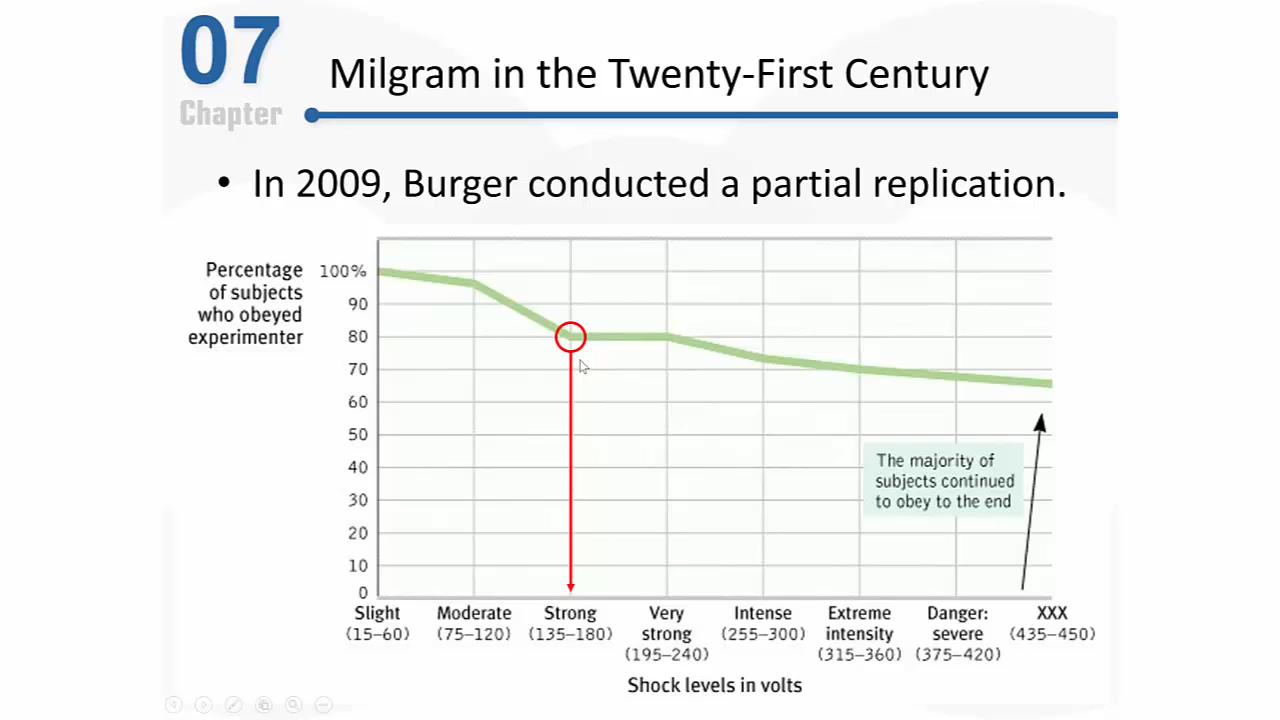 07
Chapter
Milgram in the Twenty-First Century
• In 2009, Burger conducted a partial replication.
Percentage
of subjects
who obeyed
experimenter
100%
90
80
70
60
50
40
30
20
10
0
The majority of
subjects continued
to obey to the end
Slight
(15–60)
Moderate
(75–120)
Strong
(135–180)
Very
strong
(195–240)
Intense
(255–300)
Extreme
intensity
(315–360)
Danger:
severe
(375–420)
XXX
(435–450)
Shock levels in volts